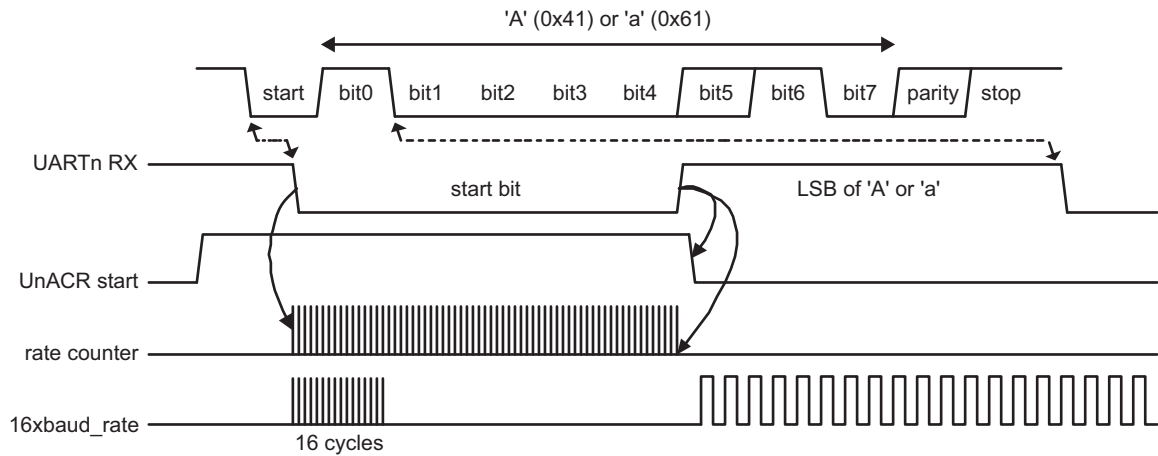 'A' (0x41) or 'a' (0x61)
start bit0 bit1 bit2 bit3 bit4 bit5 bit6 bit7 parity stop
UARTn RX
start bit
LSB of 'A' or 'a'
UnACR start
rate counter
16xbaud_rate
16 cycles